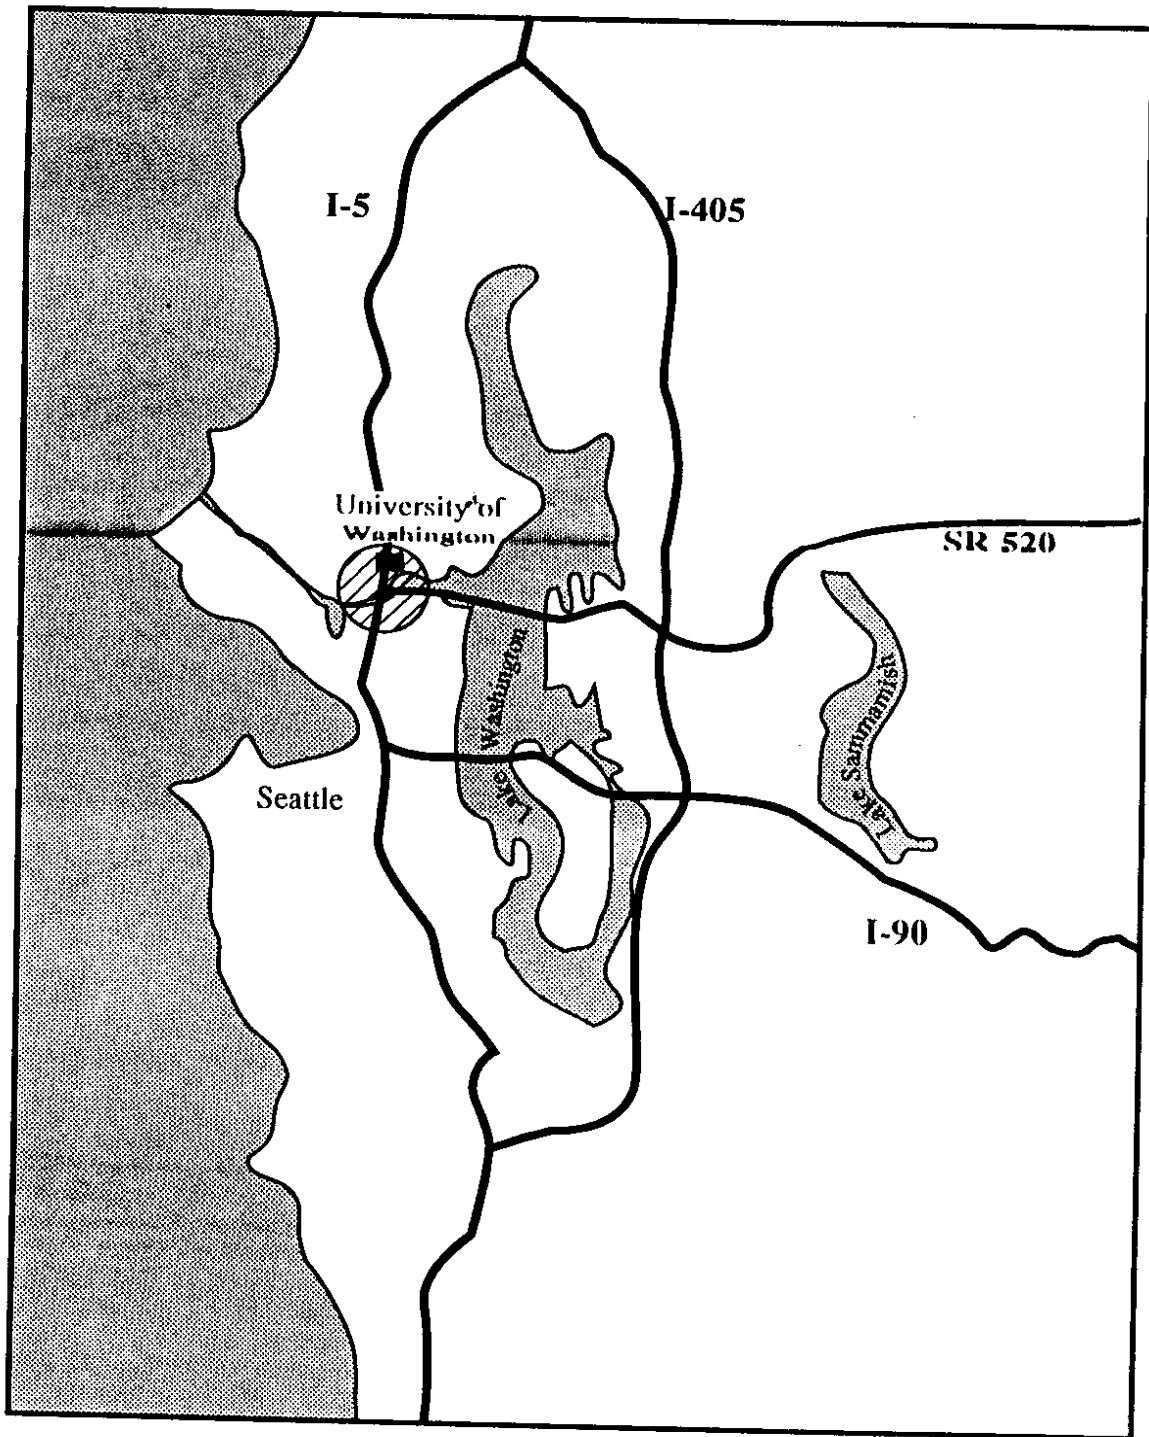 I-5
I-405
University of
Washington
SR 520
Lake Washington
Lake Sammamish
Seattle
I-90